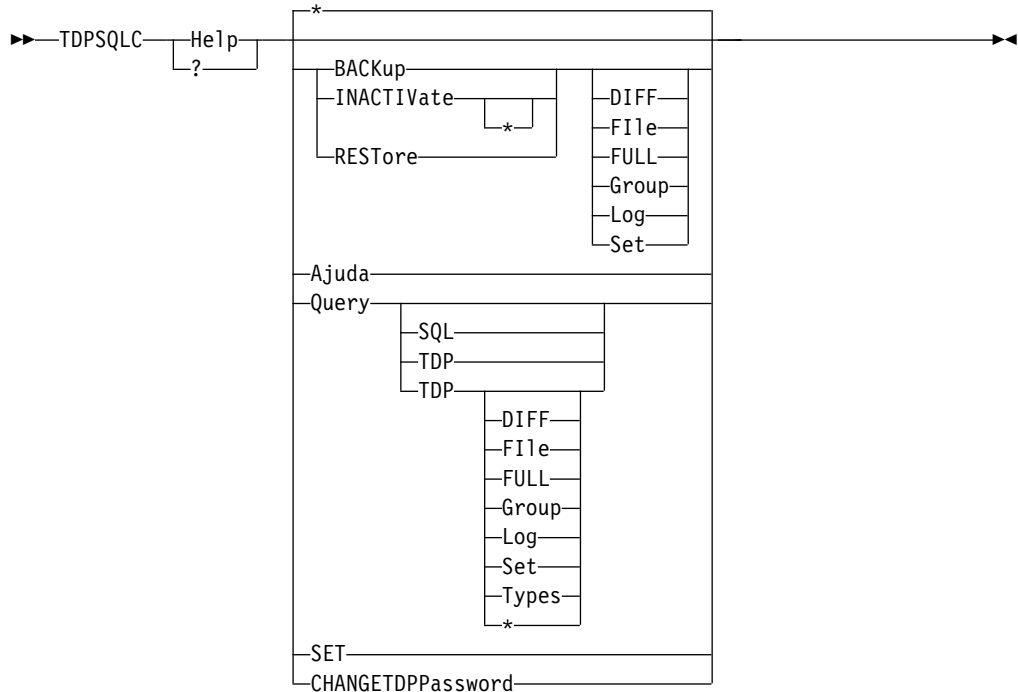 *
TDPSQLC Help
?
BACKup
INACTIVate
*
RESTore
DIFF
FIle
FULL
Group
Log
Set
Ajuda
Query
SQL
TDP
TDP
DIFF
FIle
FULL
Group
Log
Set
Types
*
SET
CHANGETDPPassword